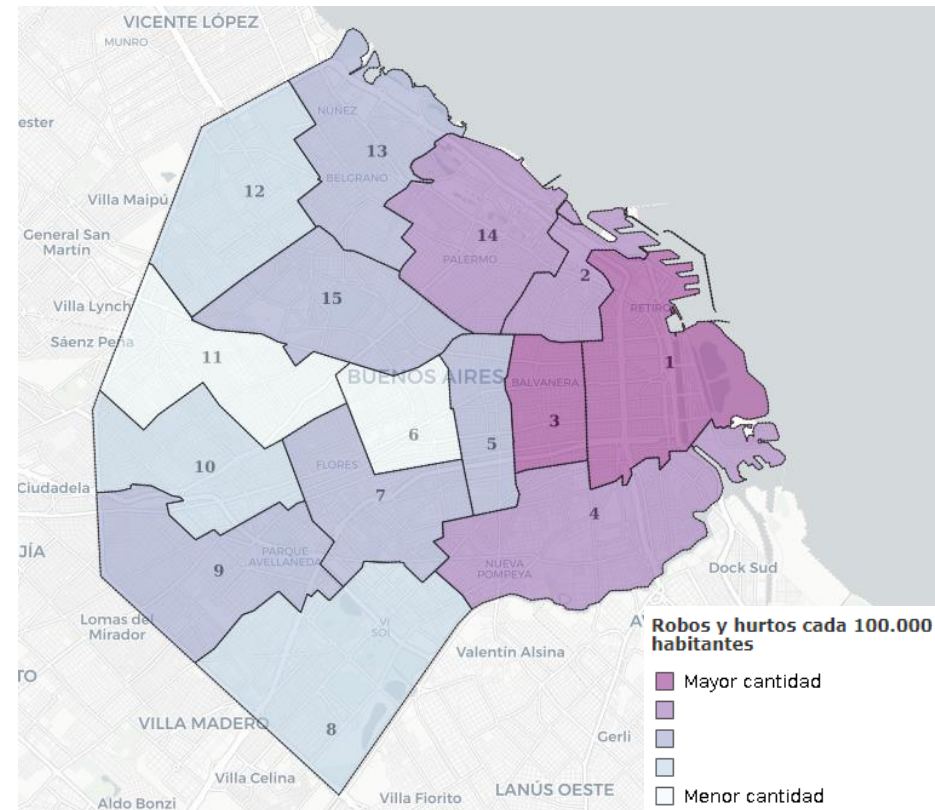 VICENTE LÓPEZ
MUNRO
ester
NÚÑEZ
13
BELGRANO
12
Villa Maipú
General San
Martín
14
PALERMO
2
15
Villa Lynch
RETIRO
Sáenz Peña
11
1
BUENOS AIRES
BALVANERA
3
6
5
FLORES
10
7
Ciudadela
4
JÍA
PARQUE
AVELLANEDA
9
NUEVA
POMPEYA
Dock Sud
Lomas del
Mirador
VI
SOL
Valentín Alsina
TO
VILLA MADERO
8
Gerli
Villa Celina
Villa Fiorito
LANÚS OESTE
Aldo Bonzi
Robos y hurtos cada 100.000
habitantes
Mayor cantidad
Menor cantidad